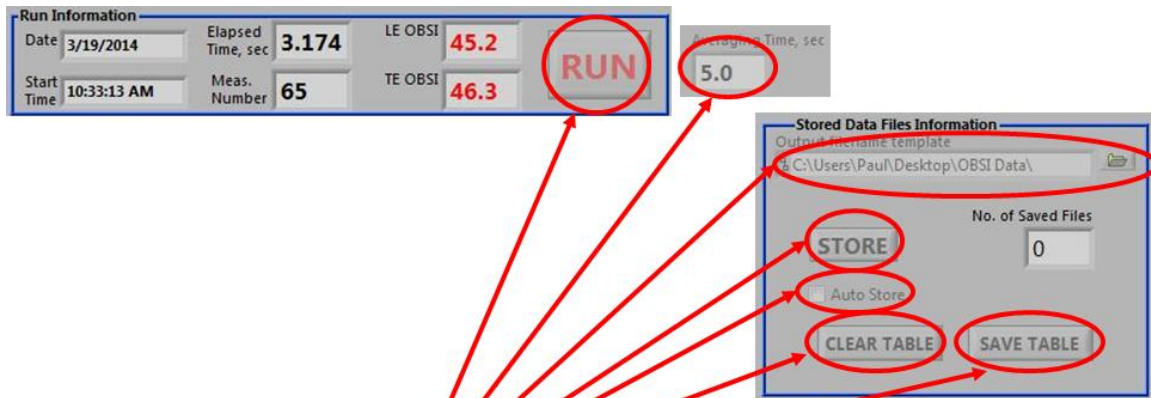 Run Information
Date 3/19/2014
Elapsed Time, sec 3.174
LE OBSI 45.2
RUN
Start Time 10:33:13 AM
Meas. Number 65
TE OBSI 46.3
Averaging Time, sec
5.0
Stored Data Files Information
Output filename template
C:\Users\Paul\Desktop\OBSI Data\
No. of Saved Files
STORE
0
Auto Store
CLEAR TABLE
SAVE TABLE